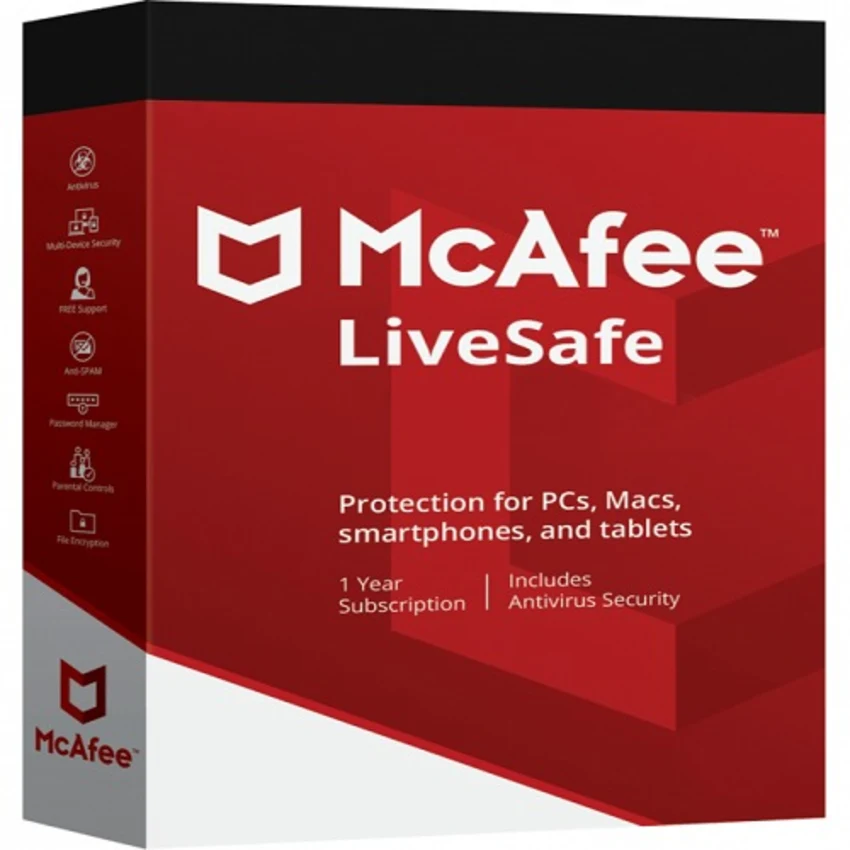 Antivirus
Multi-Device Security
FREE Support
Anti-SPAM
Password Manager
Parental Controls
File Encryption
McAfee™
McAfee™
LiveSafe
Protection for PCs, Macs,
smartphones, and tablets
1 Year
Subscription
Includes
Antivirus Security